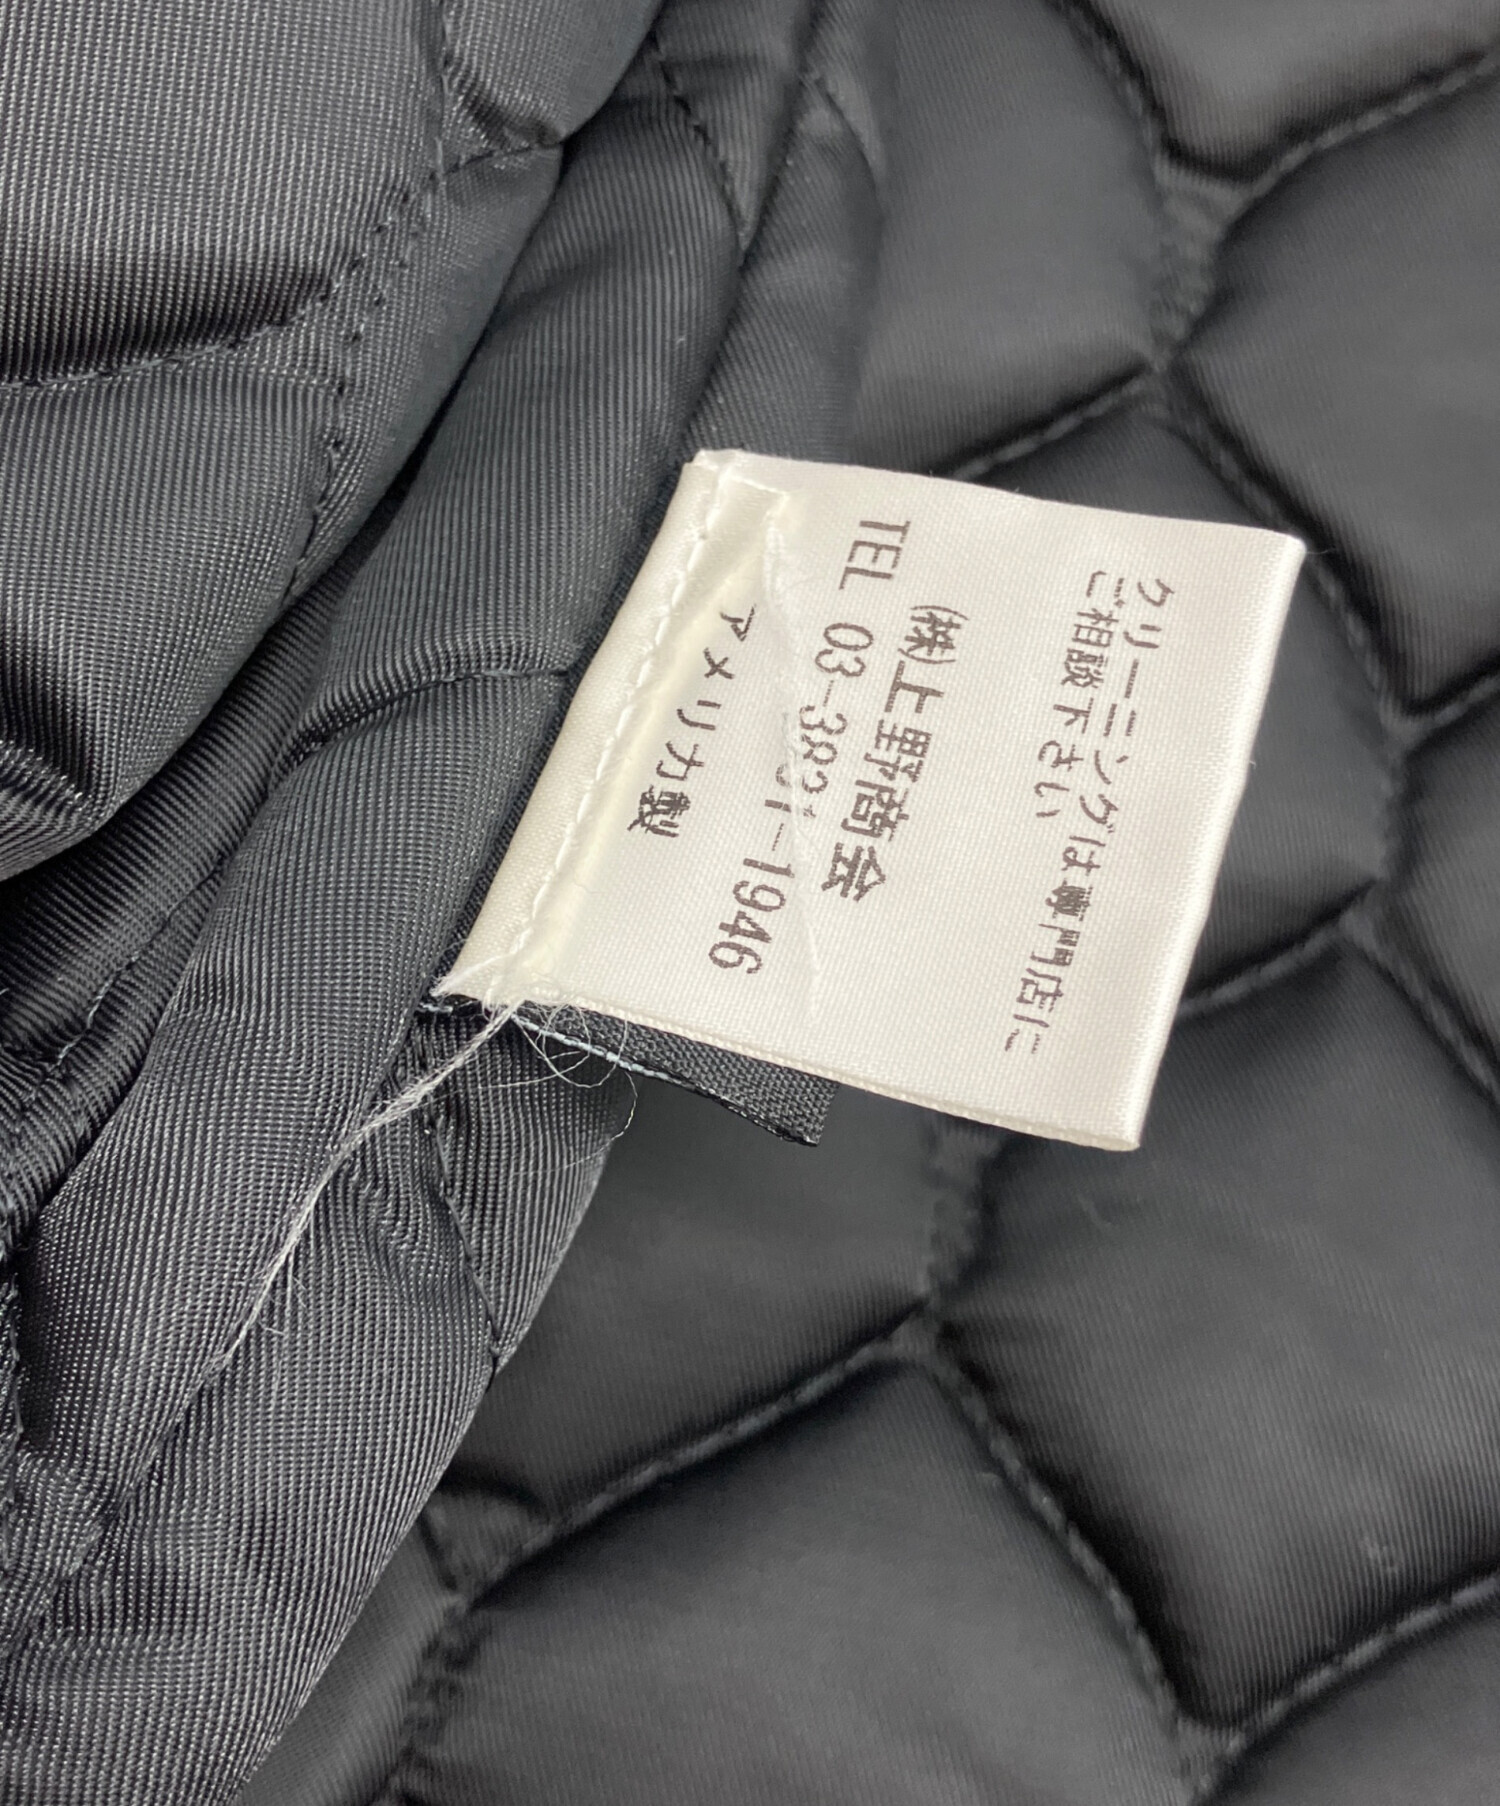 クリーニングは専門店に
ご相談下さい
(株)上野商会
TEL 03-3831-1946
アメリカ製